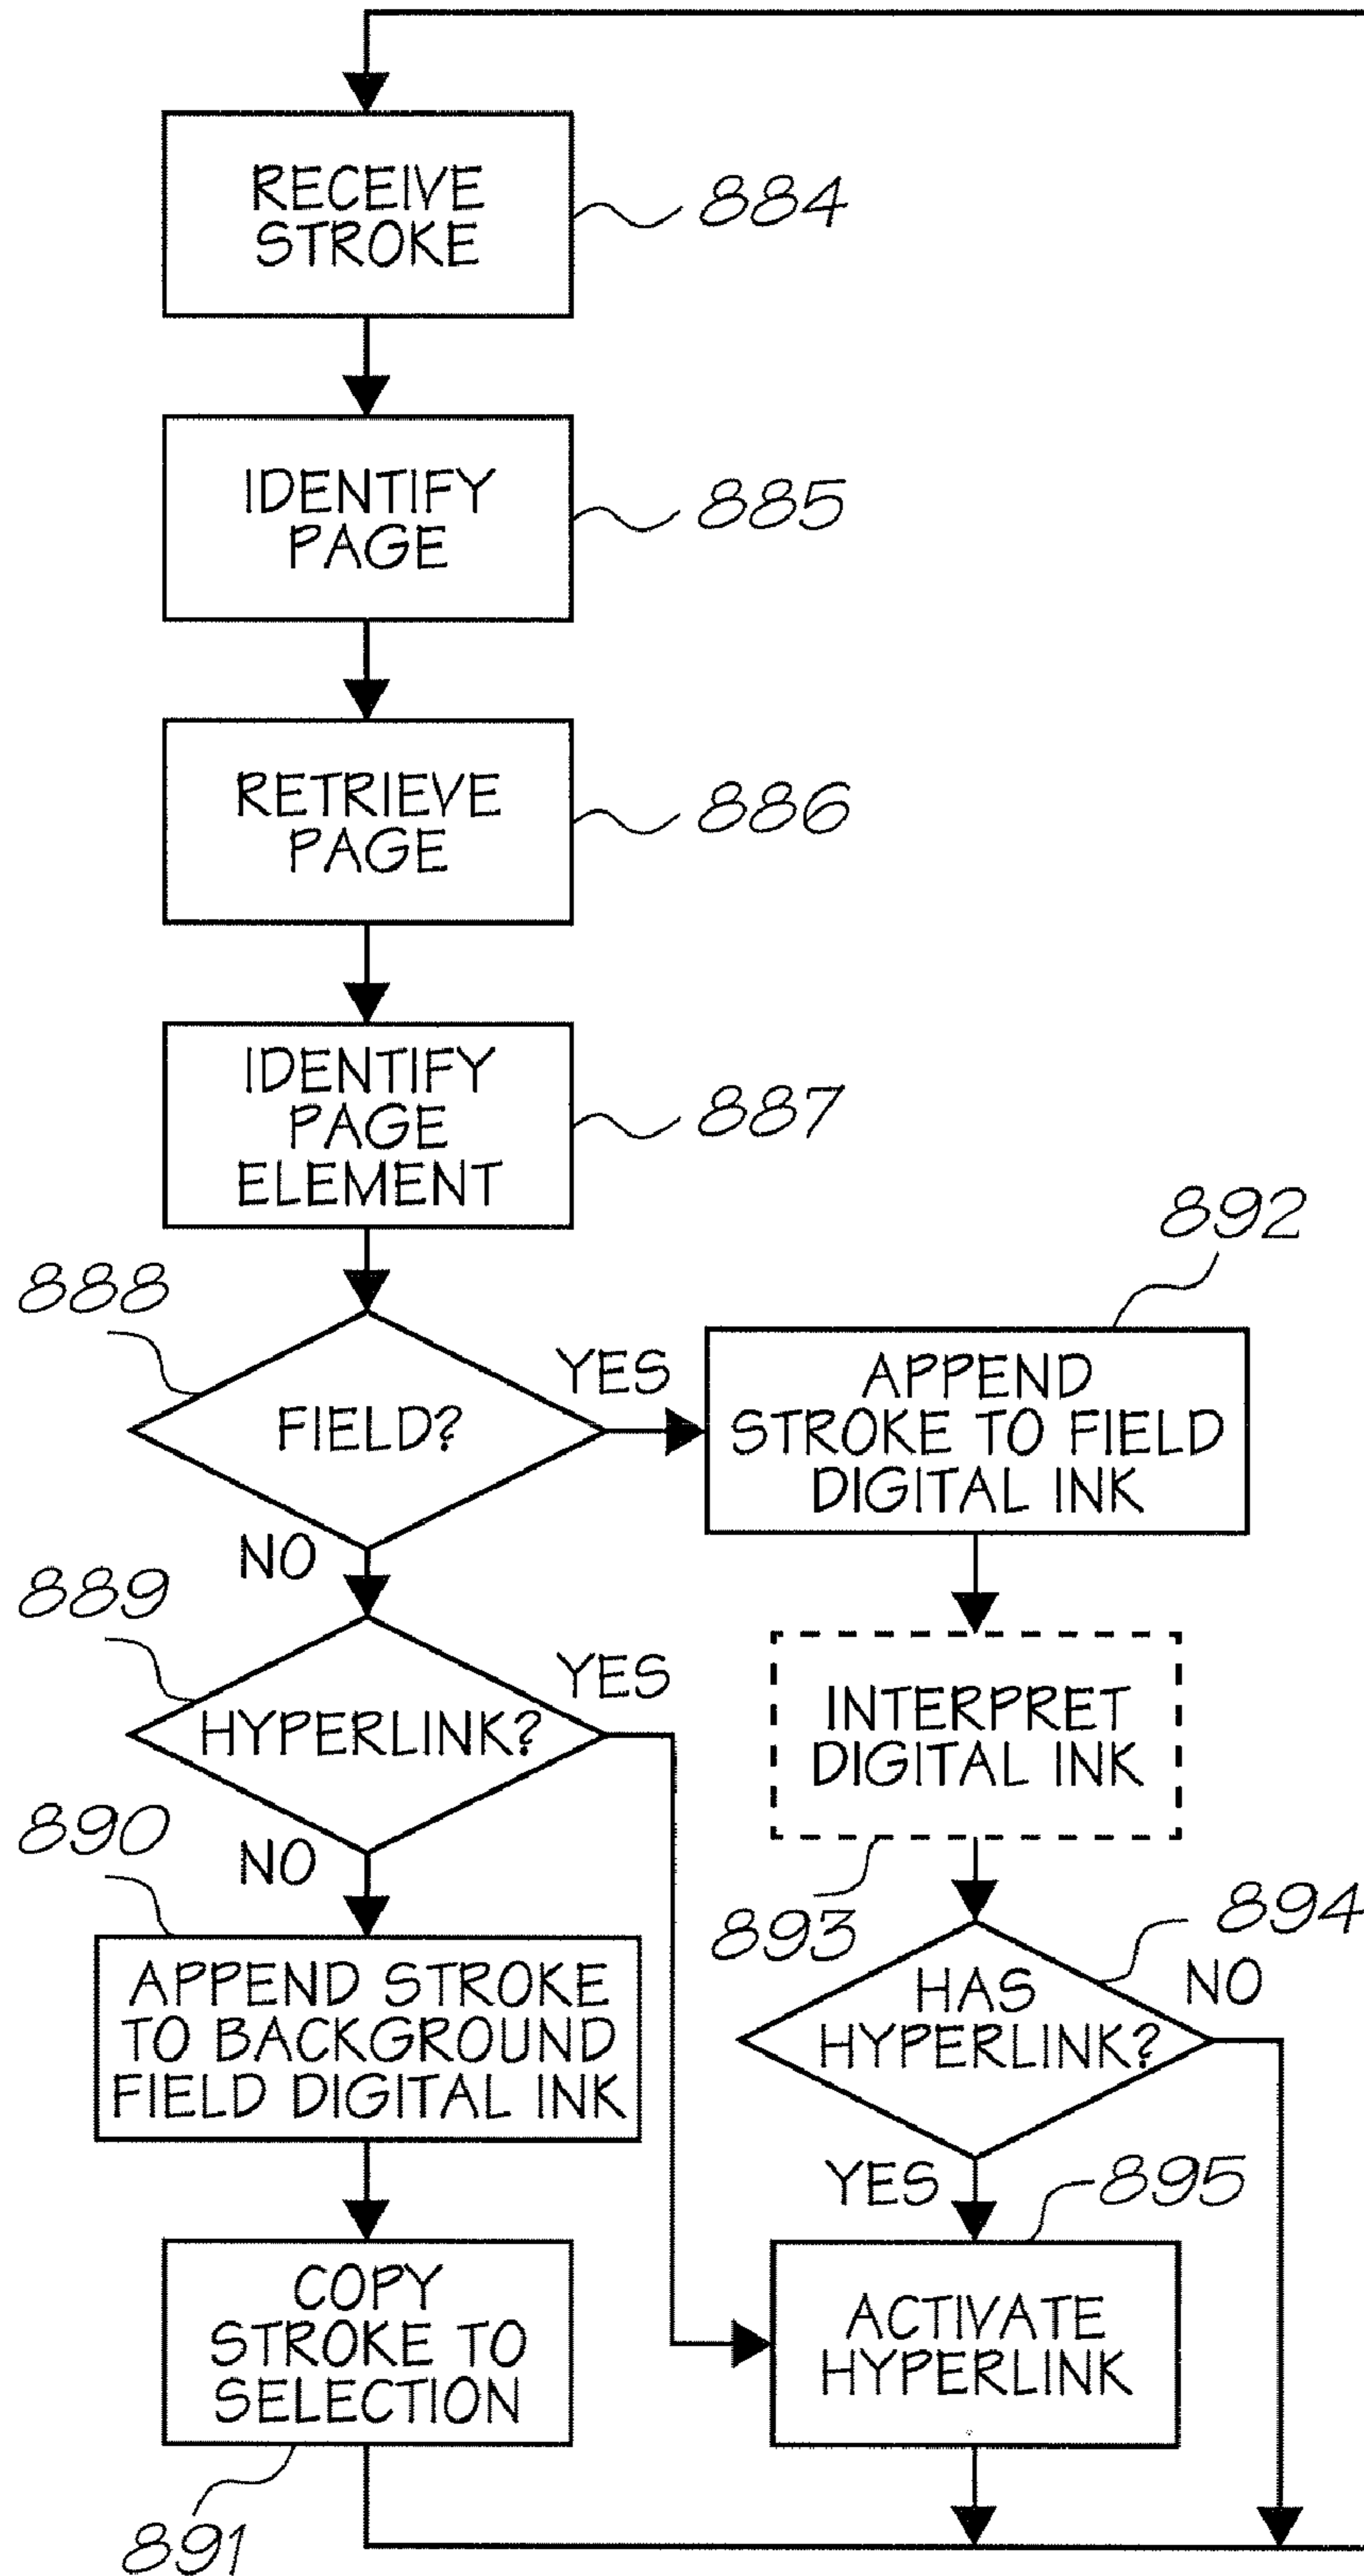 RECEIVE
STROKE
884
IDENTIFY
PAGE
885
RETRIEVE
PAGE
886
IDENTIFY
PAGE
ELEMENT
887
888
FIELD?
YES
NO
892
APPEND
STROKE TO FIELD
DIGITAL INK
889
HYPERLINK?
YES
NO
INTERPRET
DIGITAL INK
893
890
APPEND STROKE
TO BACKGROUND
FIELD DIGITAL INK
894
HAS
HYPERLINK?
NO
YES
895
COPY
STROKE TO
SELECTION
891
ACTIVATE
HYPERLINK